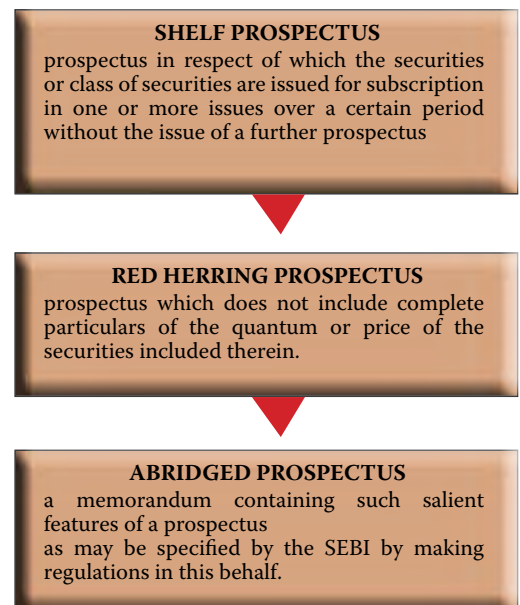 SHELF PROSPECTUS
prospectus in respect of which the securities
or class of securities are issued for subscription
in one or more issues over a certain period
without the issue of a further prospectus
RED HERRING PROSPECTUS
prospectus which does not include complete
particulars of the quantum or price of the
securities included therein.
ABRIDGED PROSPECTUS
a memorandum containing such salient
features of a prospectus
as may be specified by the SEBI by making
regulations in this behalf.